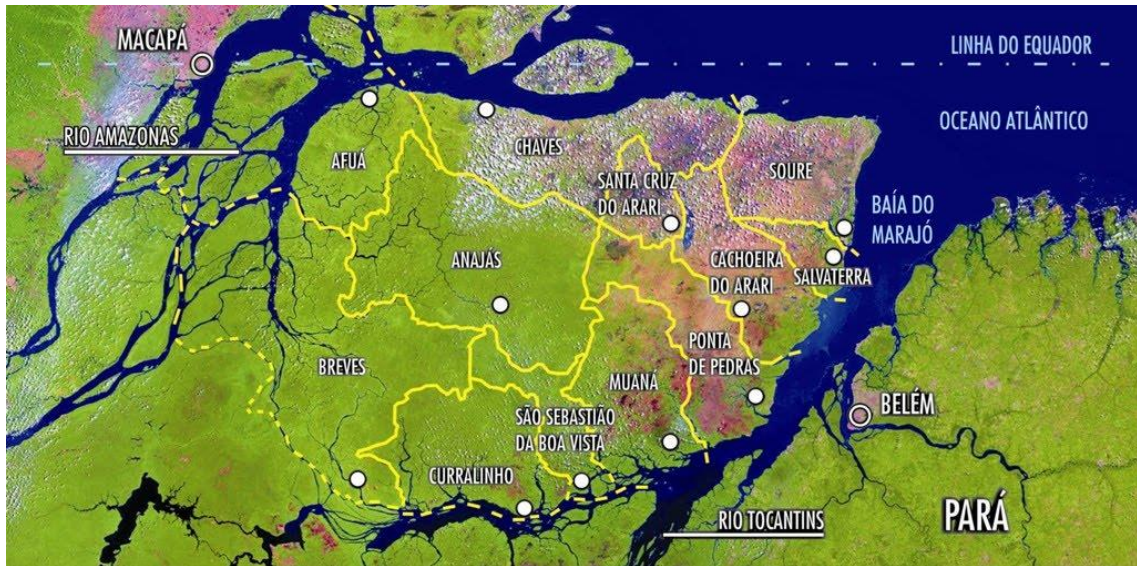 MACAPÁ
LINHA DO EQUADOR
OCEANO ATLÂNTICO
RIO AMAZONAS
AFUÁ
CHAVES
SOURE
SANTA CRUZ
DO ARARI
BAÍA DO
MARAJÓ
ANAJÁS
CACHOEIRA
DO ARARI
SALVATERRA
BREVES
PONTA
DE PEDRAS
MUANÁ
BELÉM
SÃO SEBASTIÃO
DA BOA VISTA
CURRALINHO
RIO TOCANTINS
PARÁ